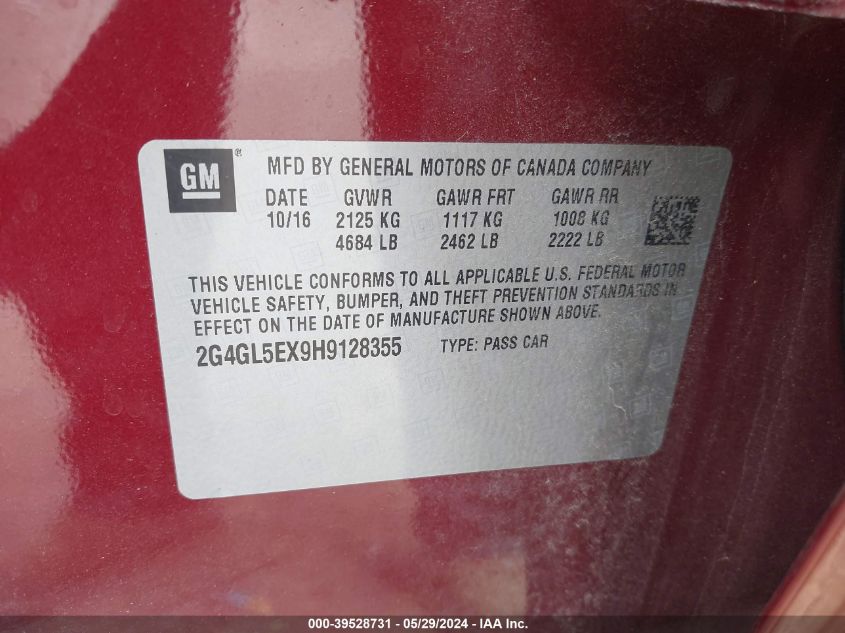 GM ® MFD BY GENERAL MOTORS OF CANADA COMPANY
DATE GVWR GAWR FRT GAWR RR
10/16 2125 KG 1117 KG 1008 KG
4684 LB 2462 LB 2222 LB
THIS VEHICLE CONFORMS TO ALL APPLICABLE U.S. FEDERAL MOTOR
VEHICLE SAFETY, BUMPER, AND THEFT PREVENTION STANDARDS IN
EFFECT ON THE DATE OF MANUFACTURE SHOWN ABOVE.
2G4GL5EX9H9128355 TYPE: PASS CAR
000-39528731 - 05/29/2024 - IAA Inc.